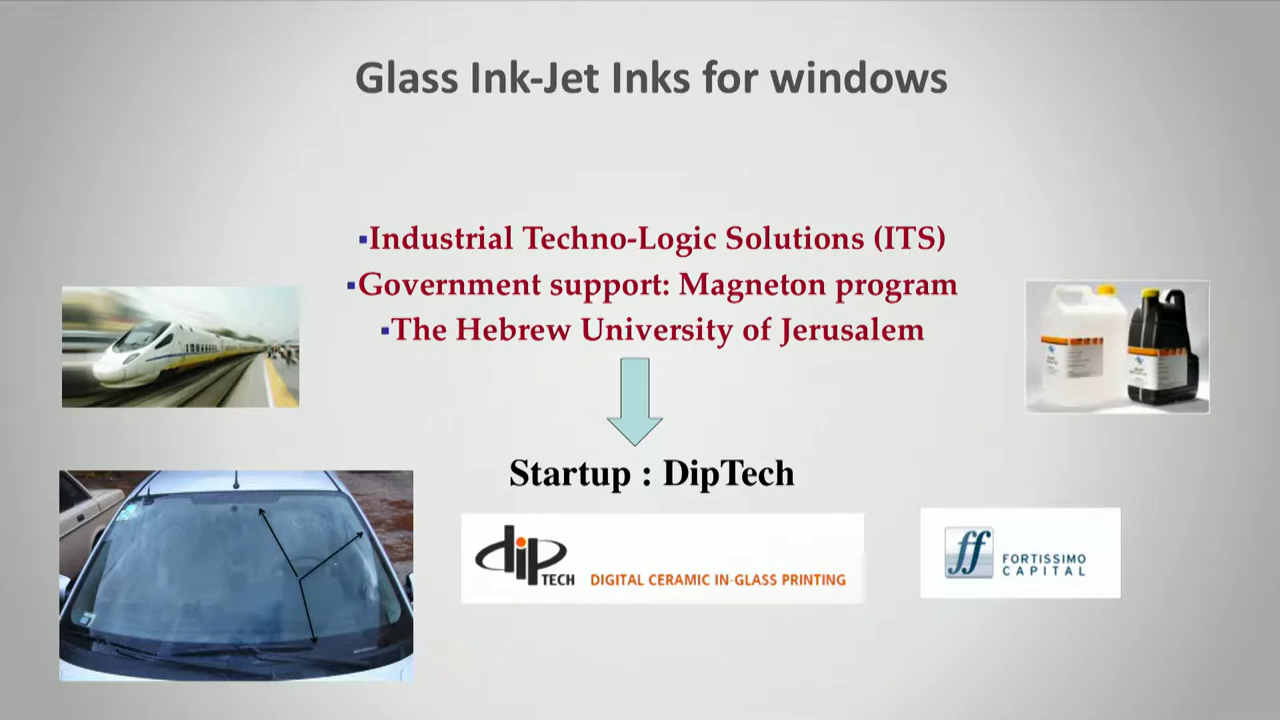 Glass Ink-Jet Inks for windows
▪Industrial Techno-Logic Solutions (ITS)
▪Government support: Magneton program
▪The Hebrew University of Jerusalem
Startup : DipTech
dip TECH DIGITAL CERAMIC IN-GLASS PRINTING
ff FORTISSIMO
CAPITAL